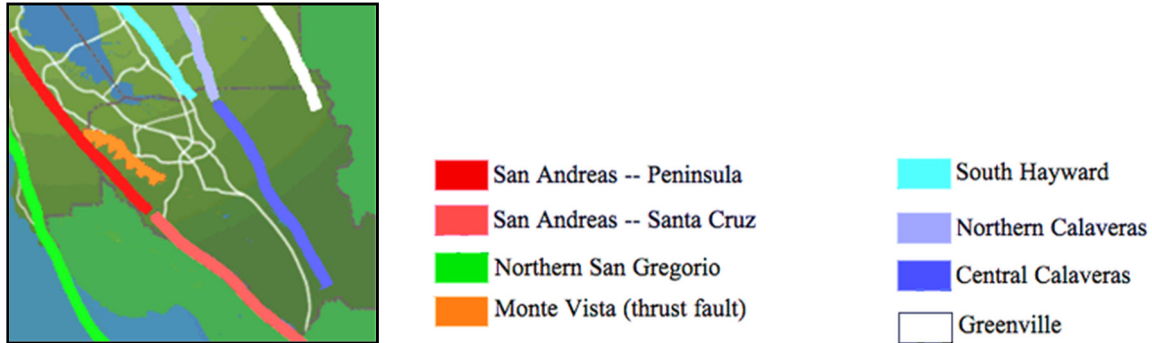 San Andreas -- Peninsula
San Andreas -- Santa Cruz
Northern San Gregorio
Monte Vista (thrust fault)
South Hayward
Northern Calaveras
Central Calaveras
Greenville